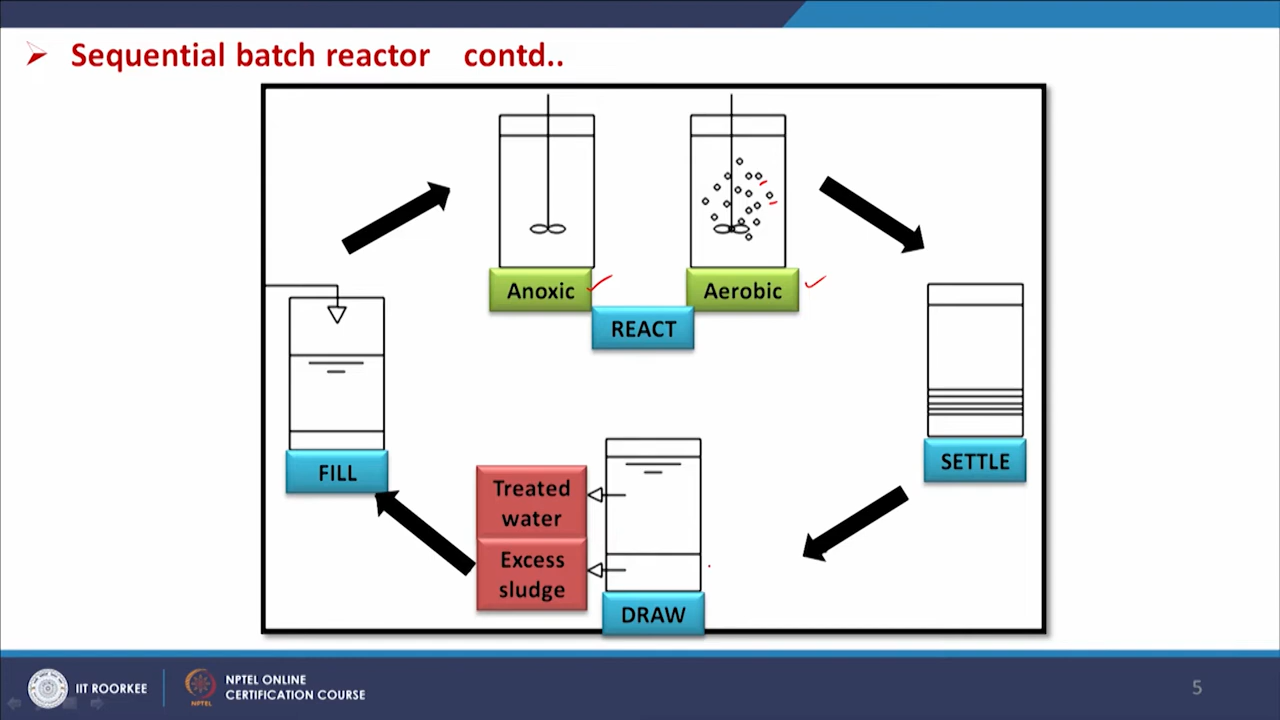 Sequential batch reactor contd..
Anoxic
Aerobic
REACT
FILL
SETTLE
Treated
water
Excess
sludge
DRAW
IIT ROORKEE
NPTEL
NPTEL ONLINE
CERTIFICATION COURSE
5